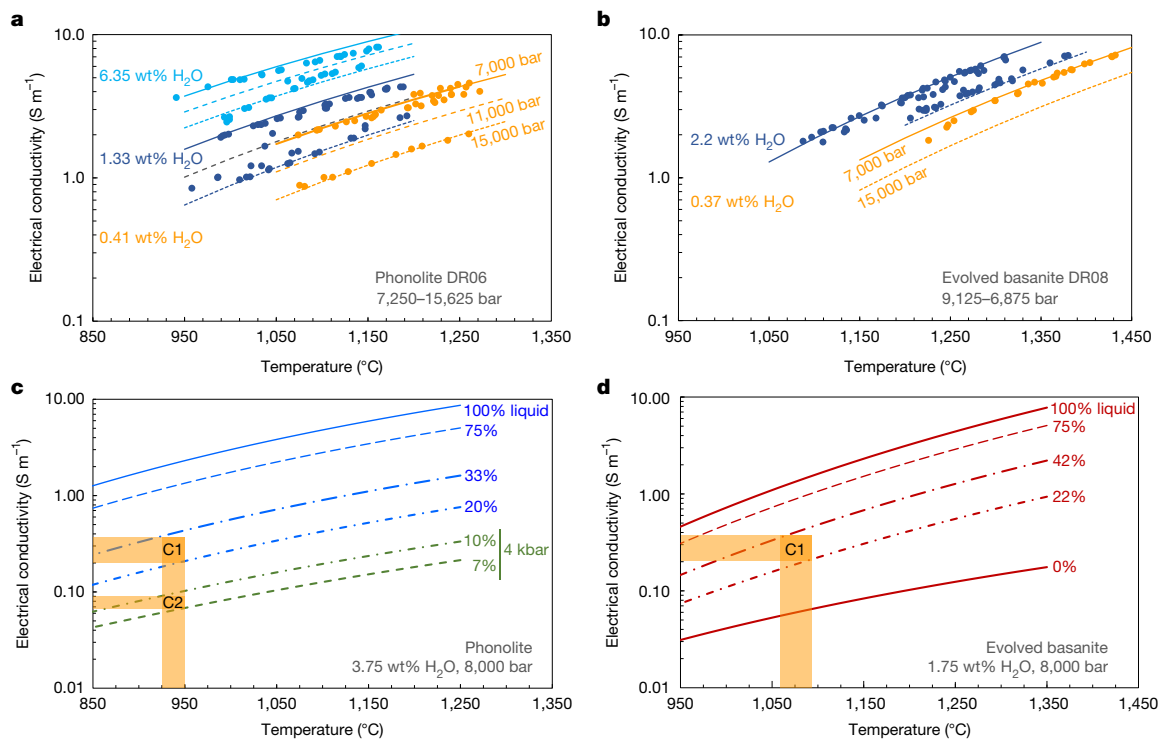 a
Electrical conductivity (S m⁻¹)
10.0
1.0
0.1
6.35 wt% H₂O
1.33 wt% H₂O
0.41 wt% H₂O
7,000 bar
11,000 bar
15,000 bar
Phonolite DR06
7,250–15,625 bar
850 950 1,050 1,150 1,250 1,350
Temperature (°C)
b
Electrical conductivity (S m⁻¹)
10.0
1.0
0.1
2.2 wt% H₂O
7,000 bar
15,000 bar
0.37 wt% H₂O
Evolved basanite DR08
9,125–6,875 bar
950 1,050 1,150 1,250 1,350 1,450
Temperature (°C)
c
Electrical conductivity (S m⁻¹)
10.00
1.00
0.10
0.01
100% liquid
75%
33%
20%
10%
7%
4 kbar
C1
C2
Phonolite
3.75 wt% H₂O, 8,000 bar
850 950 1,050 1,150 1,250 1,350
Temperature (°C)
d
Electrical conductivity (S m⁻¹)
10.00
1.00
0.10
0.01
100% liquid
75%
42%
22%
0%
C1
Evolved basanite
1.75 wt% H₂O, 8,000 bar
950 1,050 1,150 1,250 1,350 1,450
Temperature (°C)